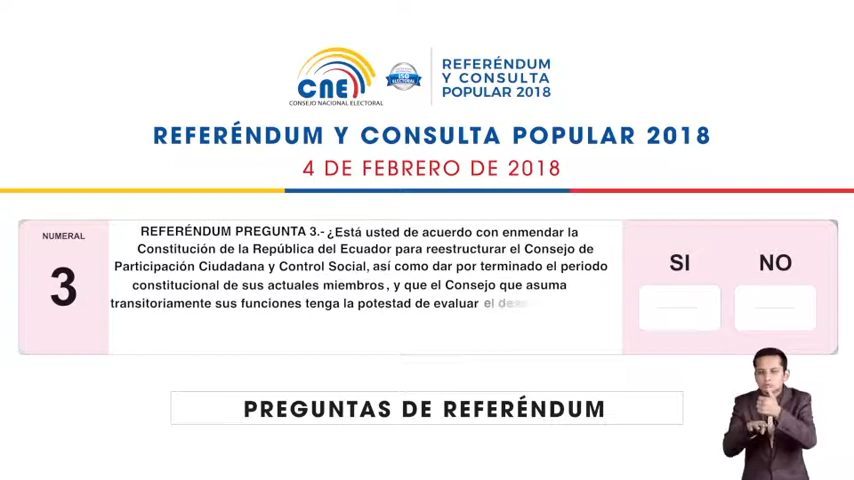 CNE
CONSEJO NACIONAL ELECTORAL
ISO
ELECTORAL
REFERÉNDUM
Y CONSULTA
POPULAR 2018
REFERÉNDUM Y CONSULTA POPULAR 2018
4 DE FEBRERO DE 2018
NUMERAL
3
REFERÉNDUM PREGUNTA 3.- ¿Está usted de acuerdo con enmendar la
Constitución de la República del Ecuador para reestructurar el Consejo de
Participación Ciudadana y Control Social, así como dar por terminado el periodo
constitucional de sus actuales miembros, y que el Consejo que asuma
transitoriamente sus funciones tenga la potestad de evaluar el
SI
NO
PREGUNTAS DE REFERÉNDUM